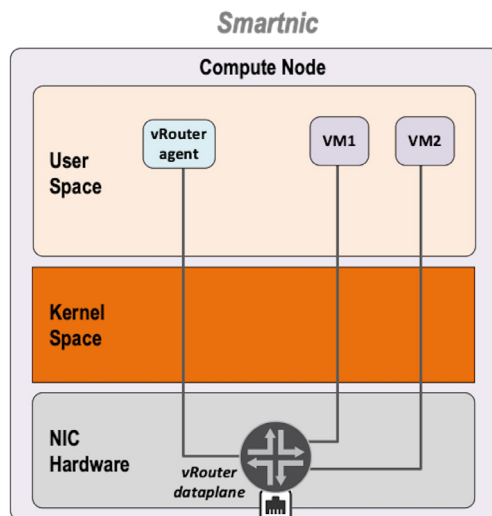 Smartnic
Compute Node
vRouter
agent
VM1
VM2
User
Space
Kernel
Space
NIC
Hardware
vRouter
dataplane